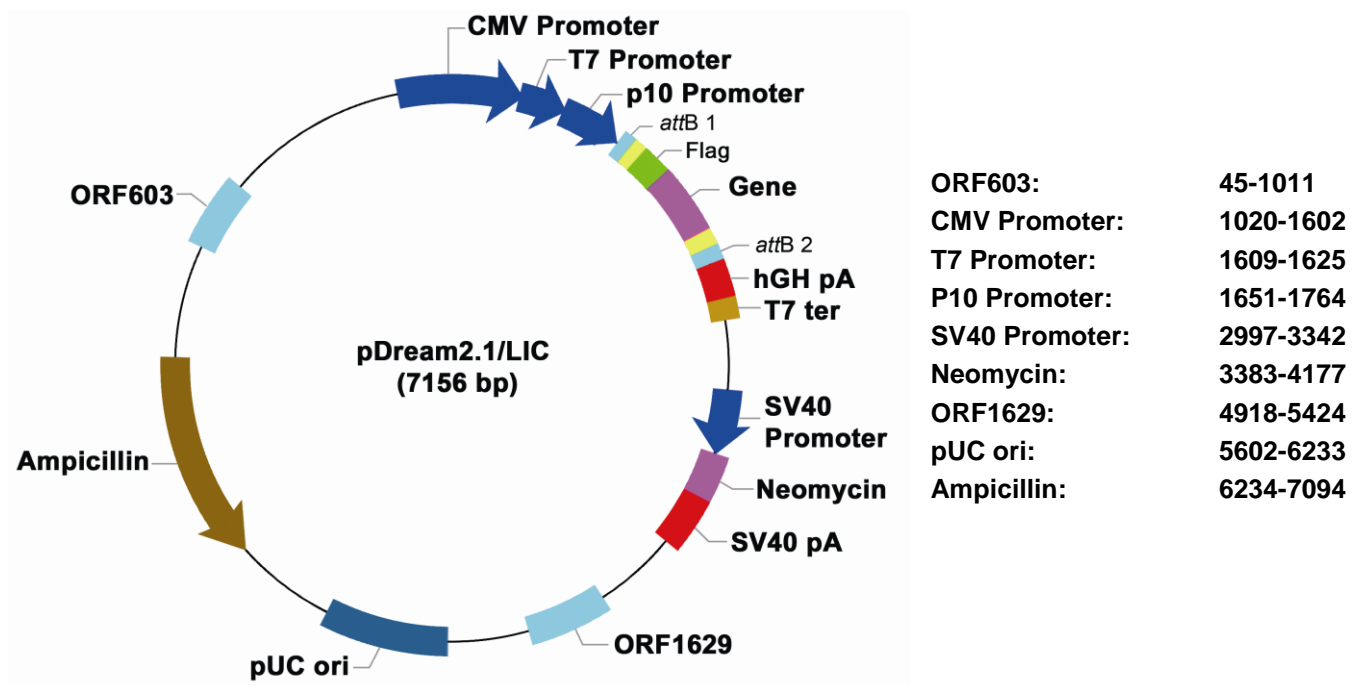 CMV Promoter
T7 Promoter
p10 Promoter
attB 1
Flag
Gene
attB 2
hGH pA
T7 ter
SV40
Promoter
Neomycin
SV40 pA
ORF1629
pUC ori
Ampicillin
ORF603
pDream2.1/LIC
(7156 bp)
ORF603: 45-1011
CMV Promoter: 1020-1602
T7 Promoter: 1609-1625
P10 Promoter: 1651-1764
SV40 Promoter: 2997-3342
Neomycin: 3383-4177
ORF1629: 4918-5424
pUC ori: 5602-6233
Ampicillin: 6234-7094